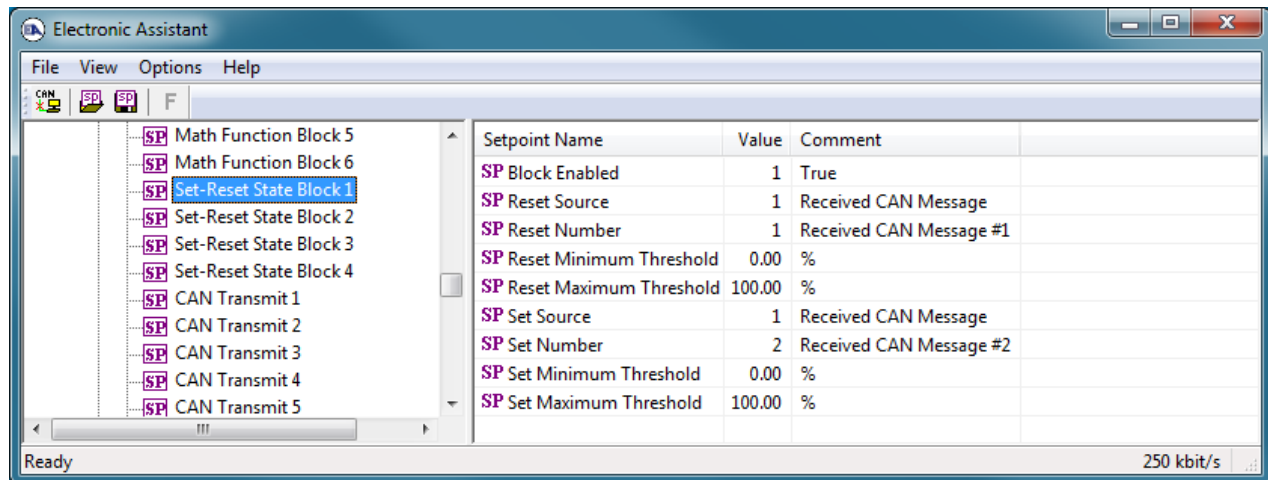 EA Electronic Assistant
File View Options Help
CAN SP SP F
SP Math Function Block 5
SP Math Function Block 6
SP Set-Reset State Block 1
SP Set-Reset State Block 2
SP Set-Reset State Block 3
SP Set-Reset State Block 4
SP CAN Transmit 1
SP CAN Transmit 2
SP CAN Transmit 3
SP CAN Transmit 4
SP CAN Transmit 5
Setpoint Name Value Comment
SP Block Enabled 1 True
SP Reset Source 1 Received CAN Message
SP Reset Number 1 Received CAN Message #1
SP Reset Minimum Threshold 0.00 %
SP Reset Maximum Threshold 100.00 %
SP Set Source 1 Received CAN Message
SP Set Number 2 Received CAN Message #2
SP Set Minimum Threshold 0.00 %
SP Set Maximum Threshold 100.00 %
Ready 250 kbit/s